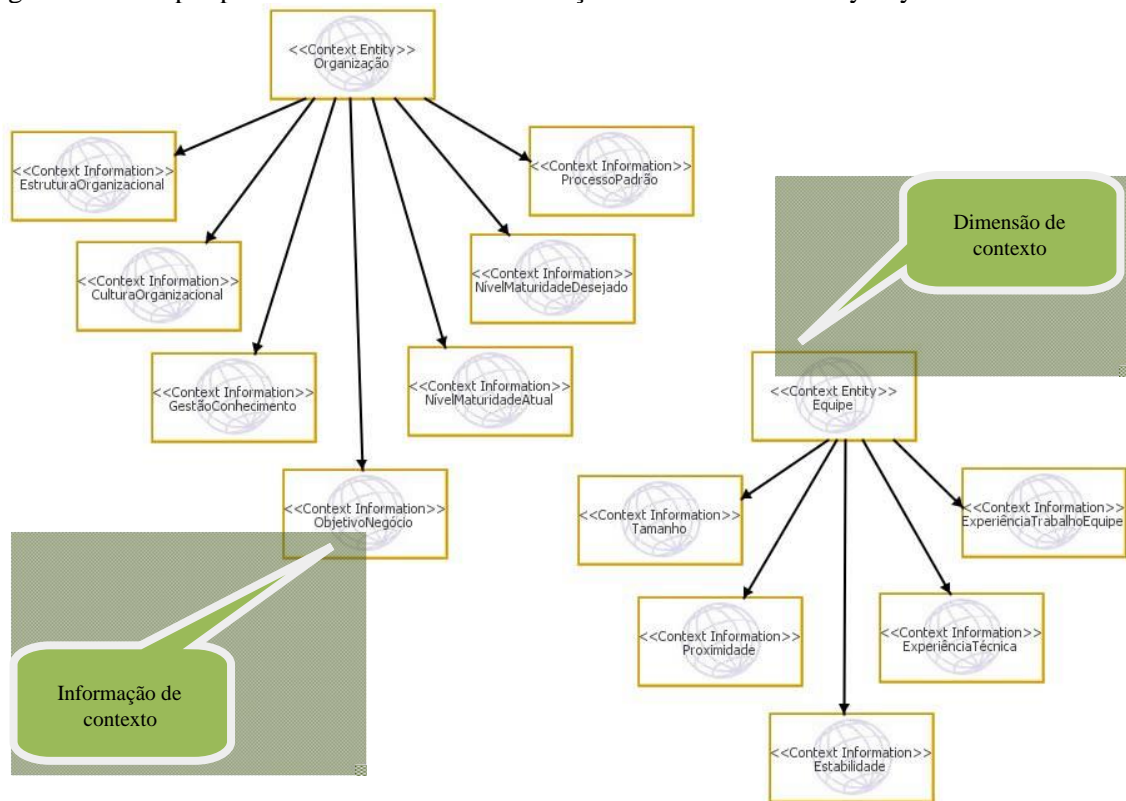 <<Context Entity>>
Organização
<<Context Information>>
EstruturaOrganizacional
<<Context Information>>
ProcessoPadrão
<<Context Information>>
CulturaOrganizacional
<<Context Information>>
NívelMaturidadeDesejado
Dimensão de
contexto
<<Context Information>>
GestãoConhecimento
<<Context Information>>
NívelMaturidadeAtual
<<Context Entity>>
Equipe
<<Context Information>>
ObjetivoNegócio
<<Context Information>>
Tamanho
<<Context Information>>
ExperiênciaTrabalhoEquipe
<<Context Information>>
Proximidade
<<Context Information>>
ExperiênciaTécnica
Informação de
contexto
<<Context Information>>
Estabilidade